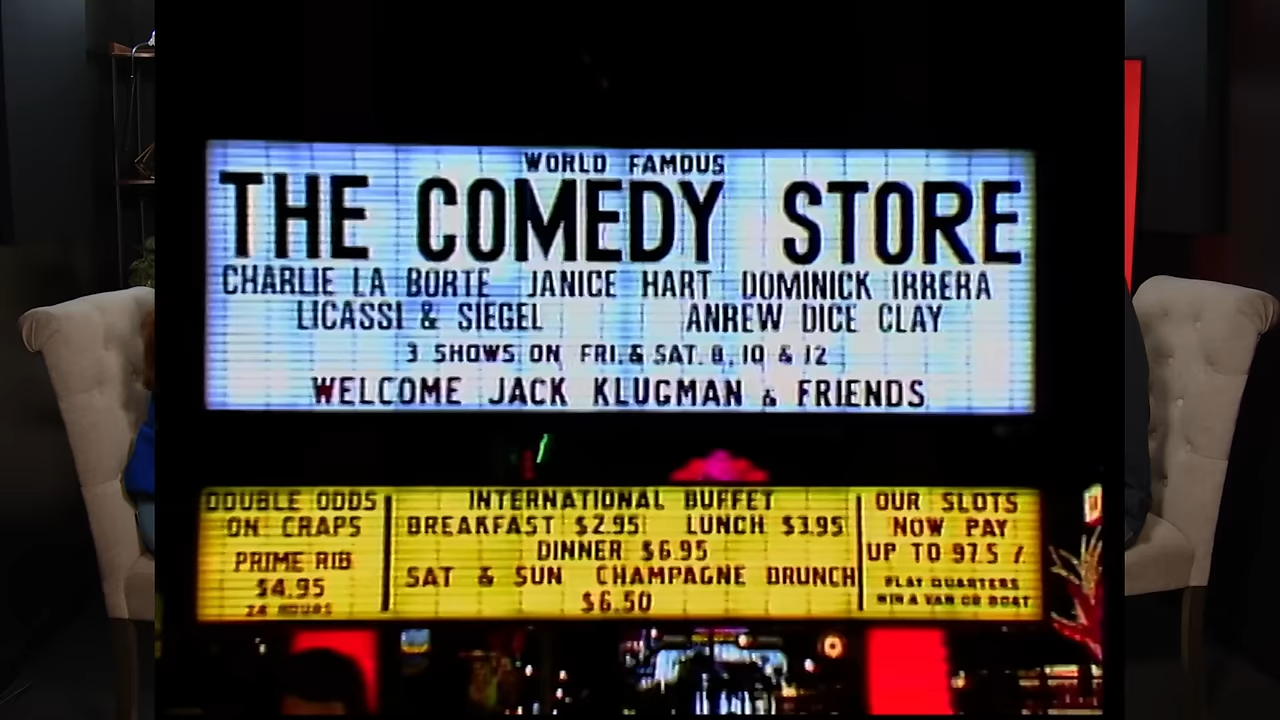 WORLD FAMOUS
THE COMEDY STORE
CHARLIE LA BORTE JANICE HART DOMINICK IRRERA
LICASSI & SIEGEL ANREW DICE CLAY
3 SHOWS ON FRI. & SAT. 8, 10 & 12
WELCOME JACK KLUGMAN & FRIENDS
DOUBLE ODDS
ON CRAPS
PRIME RIB
$4.95
24 HOURS
INTERNATIONAL BUFFET
BREAKFAST $2.95 LUNCH $3.95
DINNER $6.95
SAT & SUN CHAMPAGNE BRUNCH
$6.50
OUR SLOTS
NOW PAY
UP TO 97.5 %
PLAY QUARTERS
WIN A VAN OR BOAT